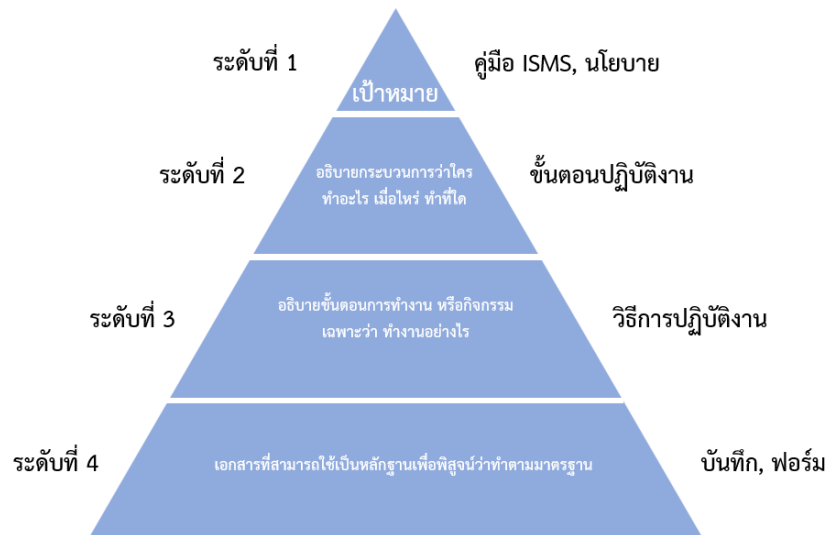 ระดับที่ 1
เป้าหมาย
คู่มือ ISMS, นโยบาย
ระดับที่ 2
อธิบายกระบวนการว่าใคร
ทำอะไร เมื่อไหร่ ทำที่ใด
ขั้นตอนปฏิบัติงาน
ระดับที่ 3
อธิบายขั้นตอนการทำงาน หรือกิจกรรม
เฉพาะว่า ทำงานอย่างไร
วิธีการปฏิบัติงาน
ระดับที่ 4
เอกสารที่สามารถใช้เป็นหลักฐานเพื่อพิสูจน์ว่าทำตามมาตรฐาน
บันทึก, ฟอร์ม